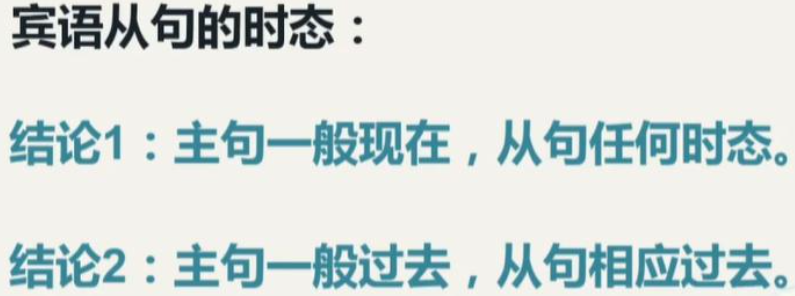 宾语从句的时态：
结论1：主句一般现在，从句任何时态。
结论2：主句一般过去，从句相应过去。